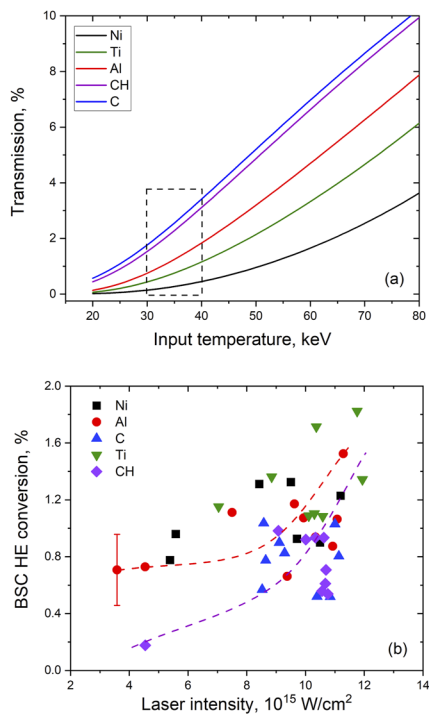 Transmission, %
10
8
6
4
2
0
Ni
Ti
Al
CH
C
(a)
20 30 40 50 60 70 80
Input temperature, keV
BSC HE conversion, %
2.0
1.6
1.2
0.8
0.4
0.0
Ni
Al
C
Ti
CH
(b)
2 4 6 8 10 12 14
Laser intensity, 10¹⁵ W/cm²